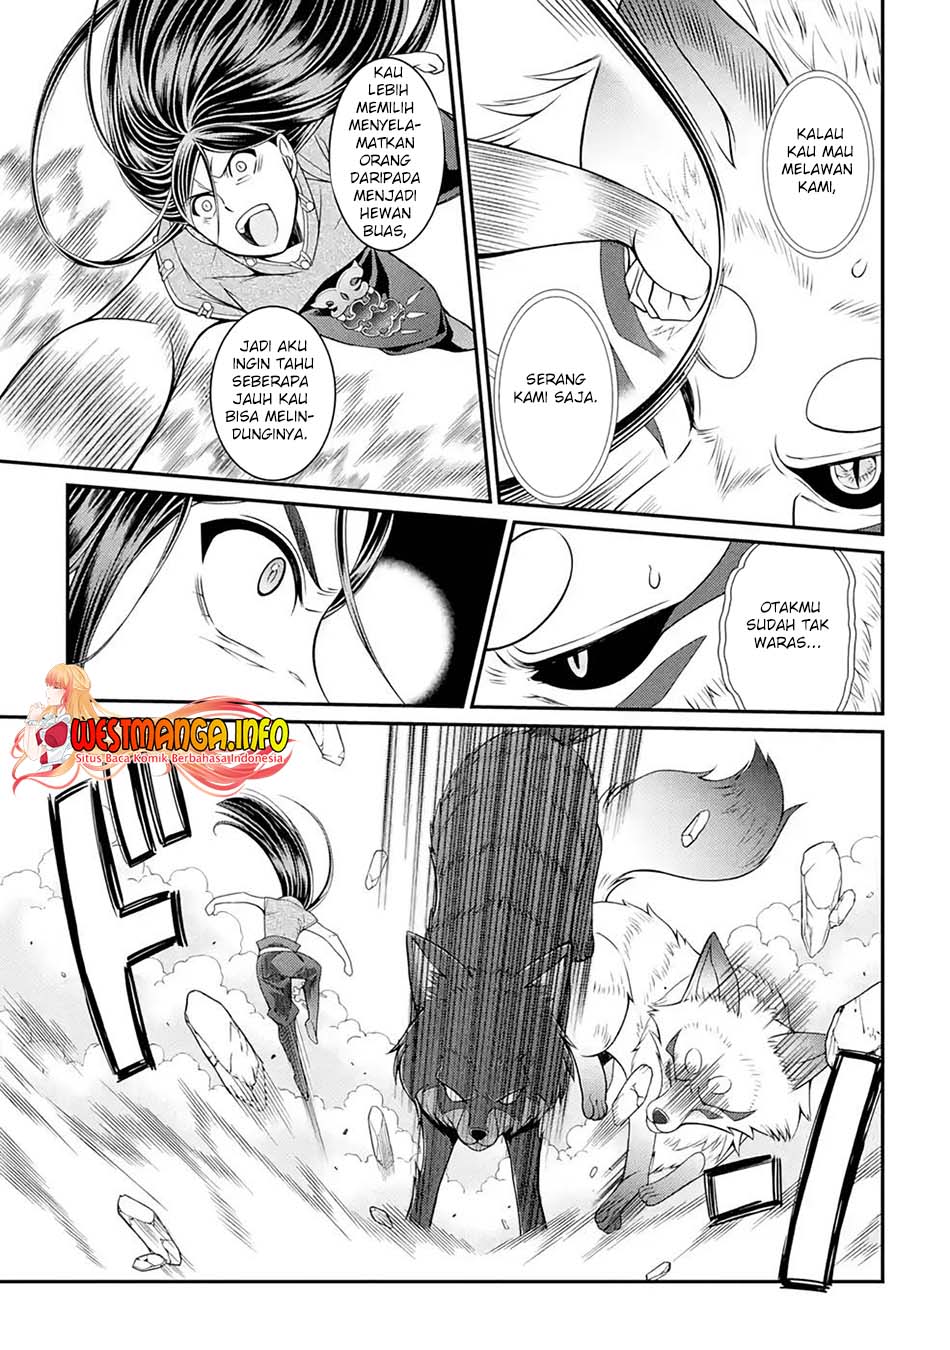 KALAU
KAU MAU
MELAWAN
KAMI,
SERANG
KAMI SAJA.
KAU
LEBIH
MEMILIH
MENYELA-
MATKAN
ORANG
DARIPADA
MENJADI
HEWAN
BUAS,
JADI AKU
INGIN TAHU
SEBERAPA
JAUH KAU
BISA MELIN-
DUNGINYA.
OTAKMU
SUDAH TAK
WARAS...
WESTMANGA.INFO
Situs Baca Komik Berbahasa Indonesia
ドォー